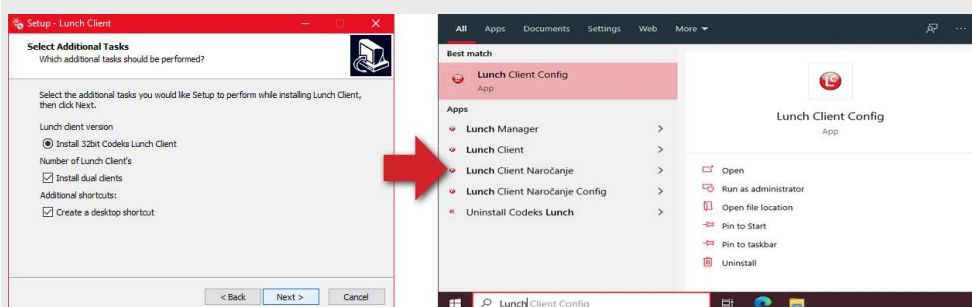 Setup - Lunch Client
Select Additional Tasks
Which additional tasks should be performed?
Select the additional tasks you would like Setup to perform while installing Lunch Client,
then click Next.
Lunch client version
Install 32bit Codeks Lunch Client
Number of Lunch Client's
Install dual clients
Additional shortcuts:
Create a desktop shortcut
< Back
Next >
Cancel
All Apps Documents Settings Web More
Best match
Lunch Client Config
App
Apps
Lunch Manager
Lunch Client
Lunch Client Naročanje
Lunch Client Naročanje Config
Uninstall Codeks Lunch
LC
Lunch Client Config
App
Open
Run as administrator
Open file location
Pin to Start
Pin to taskbar
Uninstall
Lunch Client Config